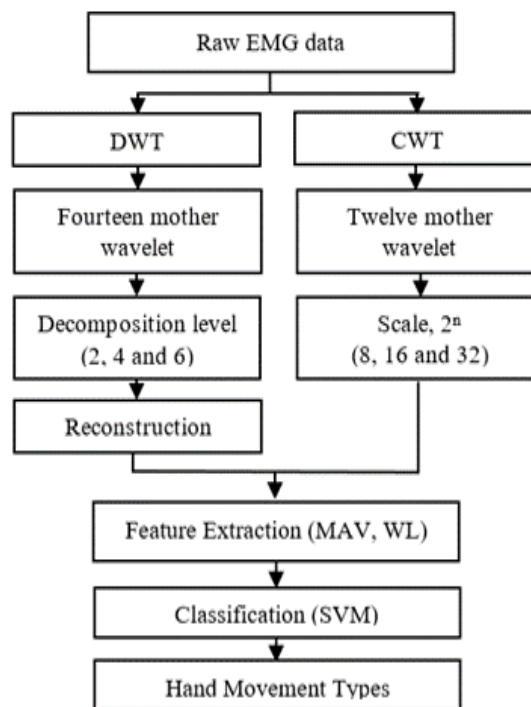 Raw EMG data
DWT
CWT
Fourteen mother
wavelet
Twelve mother
wavelet
Decomposition level
(2, 4 and 6)
Scale, 2ⁿ
(8, 16 and 32)
Reconstruction
Feature Extraction (MAV, WL)
Classification (SVM)
Hand Movement Types